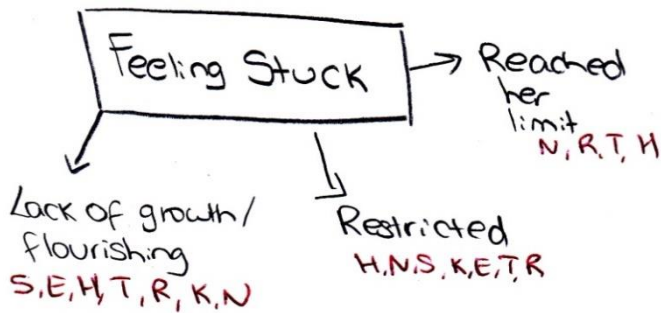 Feeling Stuck
Reached
her
limit
N, R, T, H
Lack of growth/
flourishing
S, E, H, T, R, K, N
Restricted
H, N, S, K, E, T, R